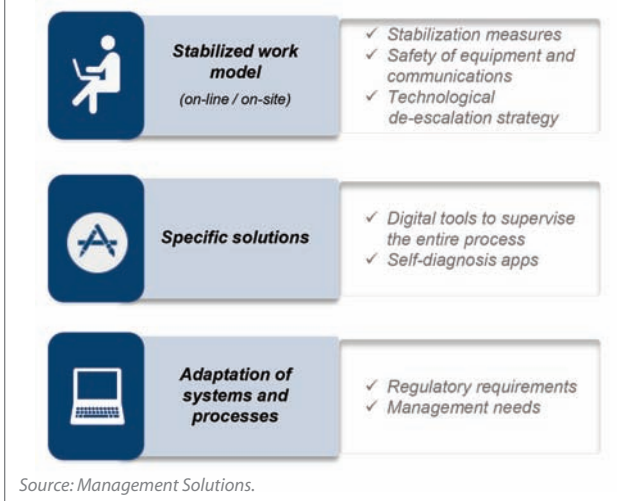 Stabilized work
model
(on-line / on-site)
✓ Stabilization measures
✓ Safety of equipment and
communications
✓ Technological
de-escalation strategy
Specific solutions
✓ Digital tools to supervise
the entire process
✓ Self-diagnosis apps
Adaptation of
systems and
processes
✓ Regulatory requirements
✓ Management needs
Source: Management Solutions.